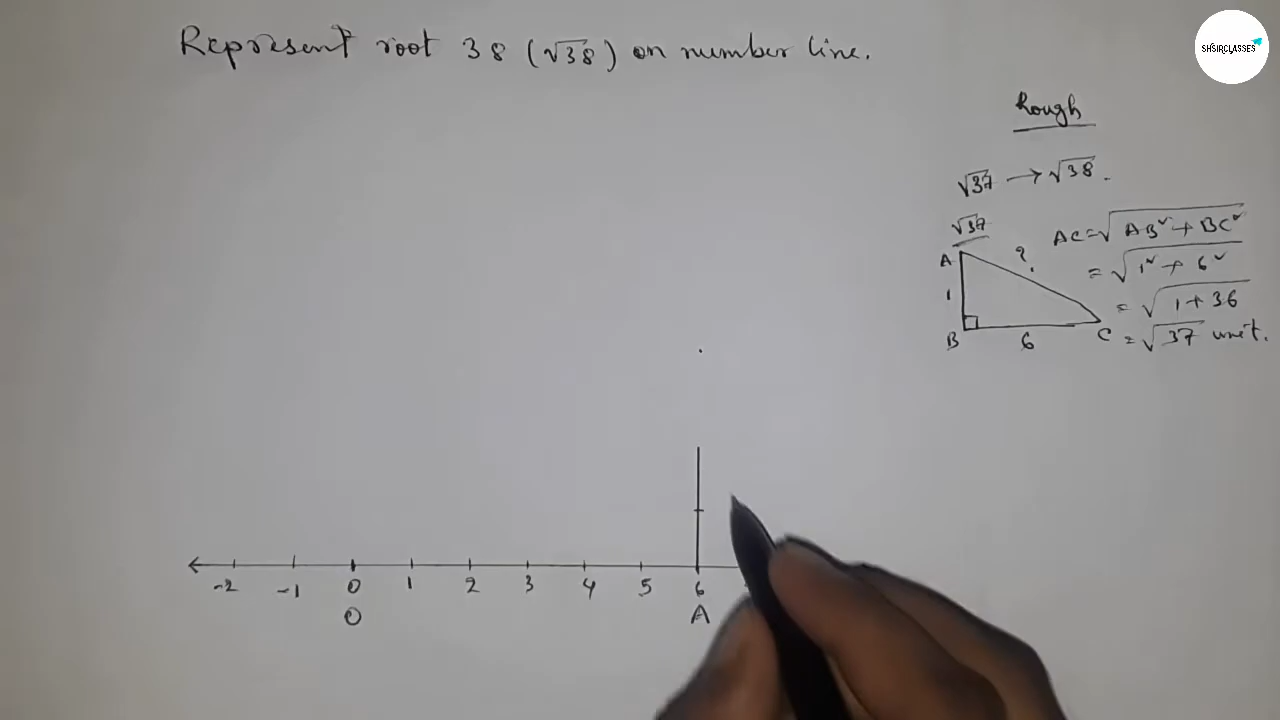 Represent root 38 (√38) on number line.
SHSIRCLASSES
Rough
√37 → √38.
√37
AC = √AB² + BC²
A ?
= √1² + 6²
1
= √1 + 36
B 6 C = √37 unit.
-2 -1 0 1 2 3 4 5 6
O A